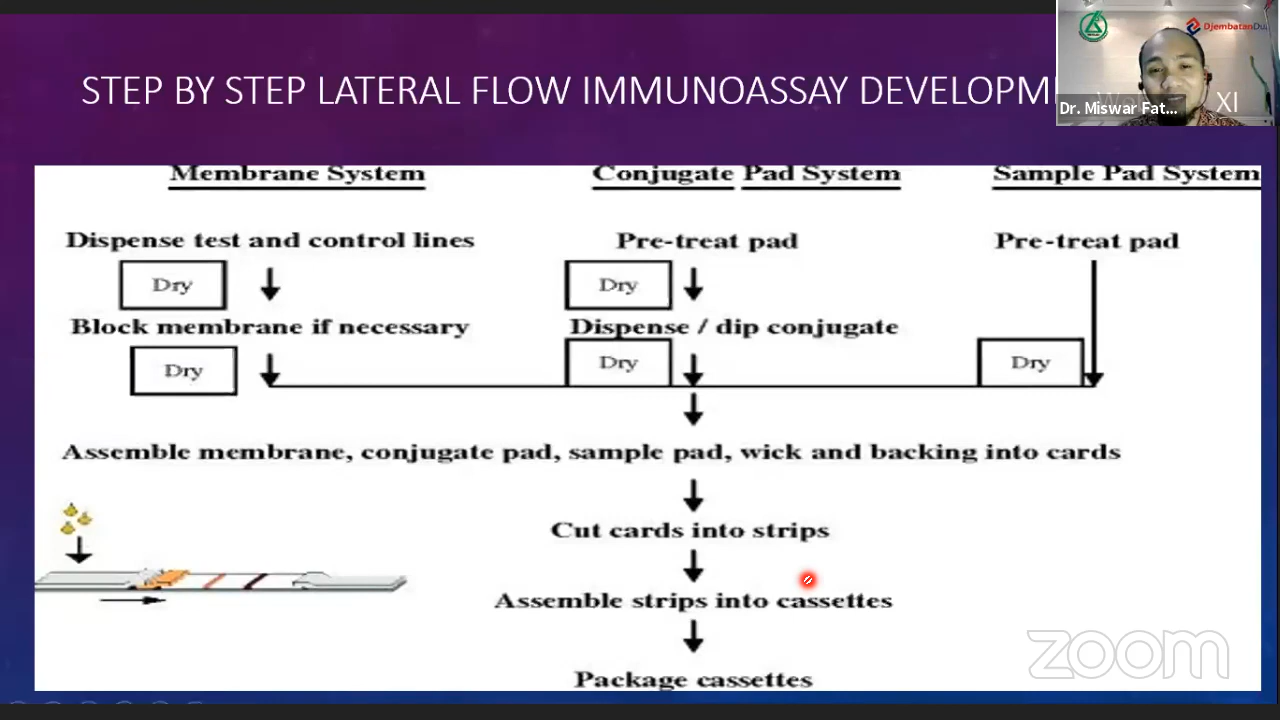 STEP BY STEP LATERAL FLOW IMMUNOASSAY DEVELOPM
DjembatanDu
Dr. Miswar Fat...
XI
Membrane System
Conjugate Pad System
Sample Pad System
Dispense test and control lines
Pre-treat pad
Pre-treat pad
Dry
Dry
Block membrane if necessary
Dispense / dip conjugate
Dry
Dry
Dry
Assemble membrane, conjugate pad, sample pad, wick and backing into cards
Cut cards into strips
Assemble strips into cassettes
Package cassettes
zoom